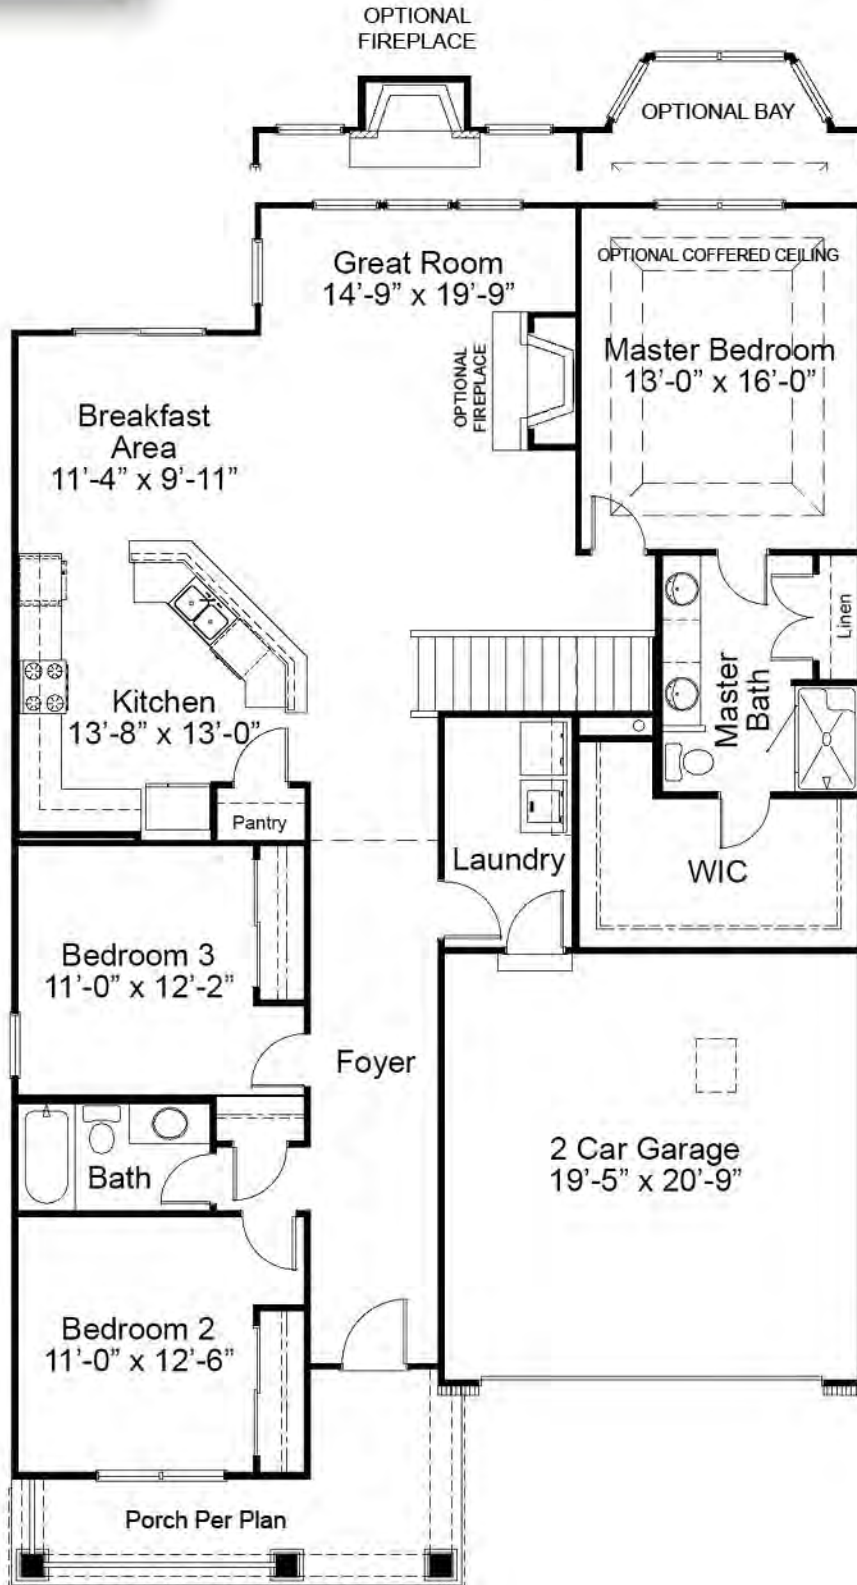 OPTIONAL
FIREPLACE
OPTIONAL BAY
Great Room
14’-9” x 19’-9”
OPTIONAL COFFERED CEILING
OPTIONAL
FIREPLACE
Master Bedroom
13’-0” x 16’-0”
Breakfast
Area
11’-4” x 9’-11”
Linen
Master
Bath
Kitchen
13’-8” x 13’-0”
Pantry
Laundry
WIC
Bedroom 3
11’-0” x 12’-2”
Foyer
2 Car Garage
19’-5” x 20’-9”
Bath
Bedroom 2
11’-0” x 12’-6”
Porch Per Plan